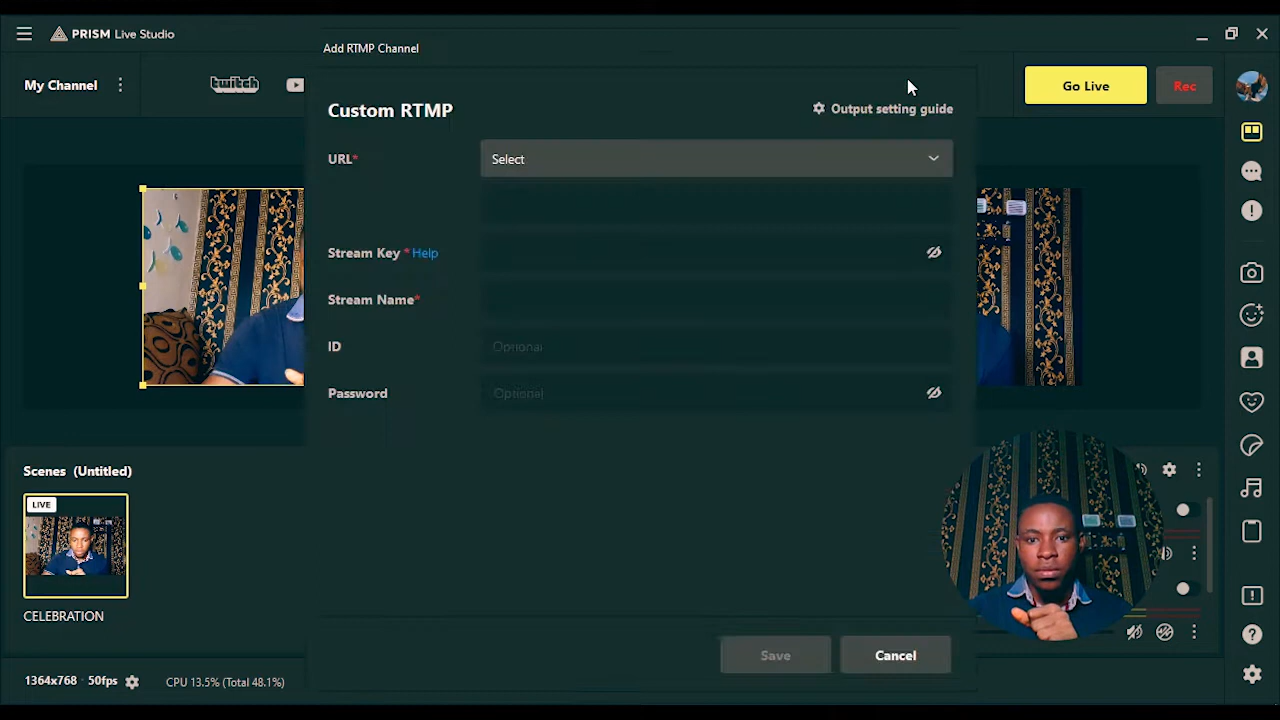 PRISM Live Studio
Add RTMP Channel
My Channel
twitch
Go Live
Rec
Custom RTMP
Output setting guide
URL*
Select
Stream Key * Help
Stream Name*
ID
Optional
Password
Optional
Scenes (Untitled)
LIVE
CELEBRATION
Save
Cancel
1364x768 · 50fps
CPU 13.5% (Total 48.1%)